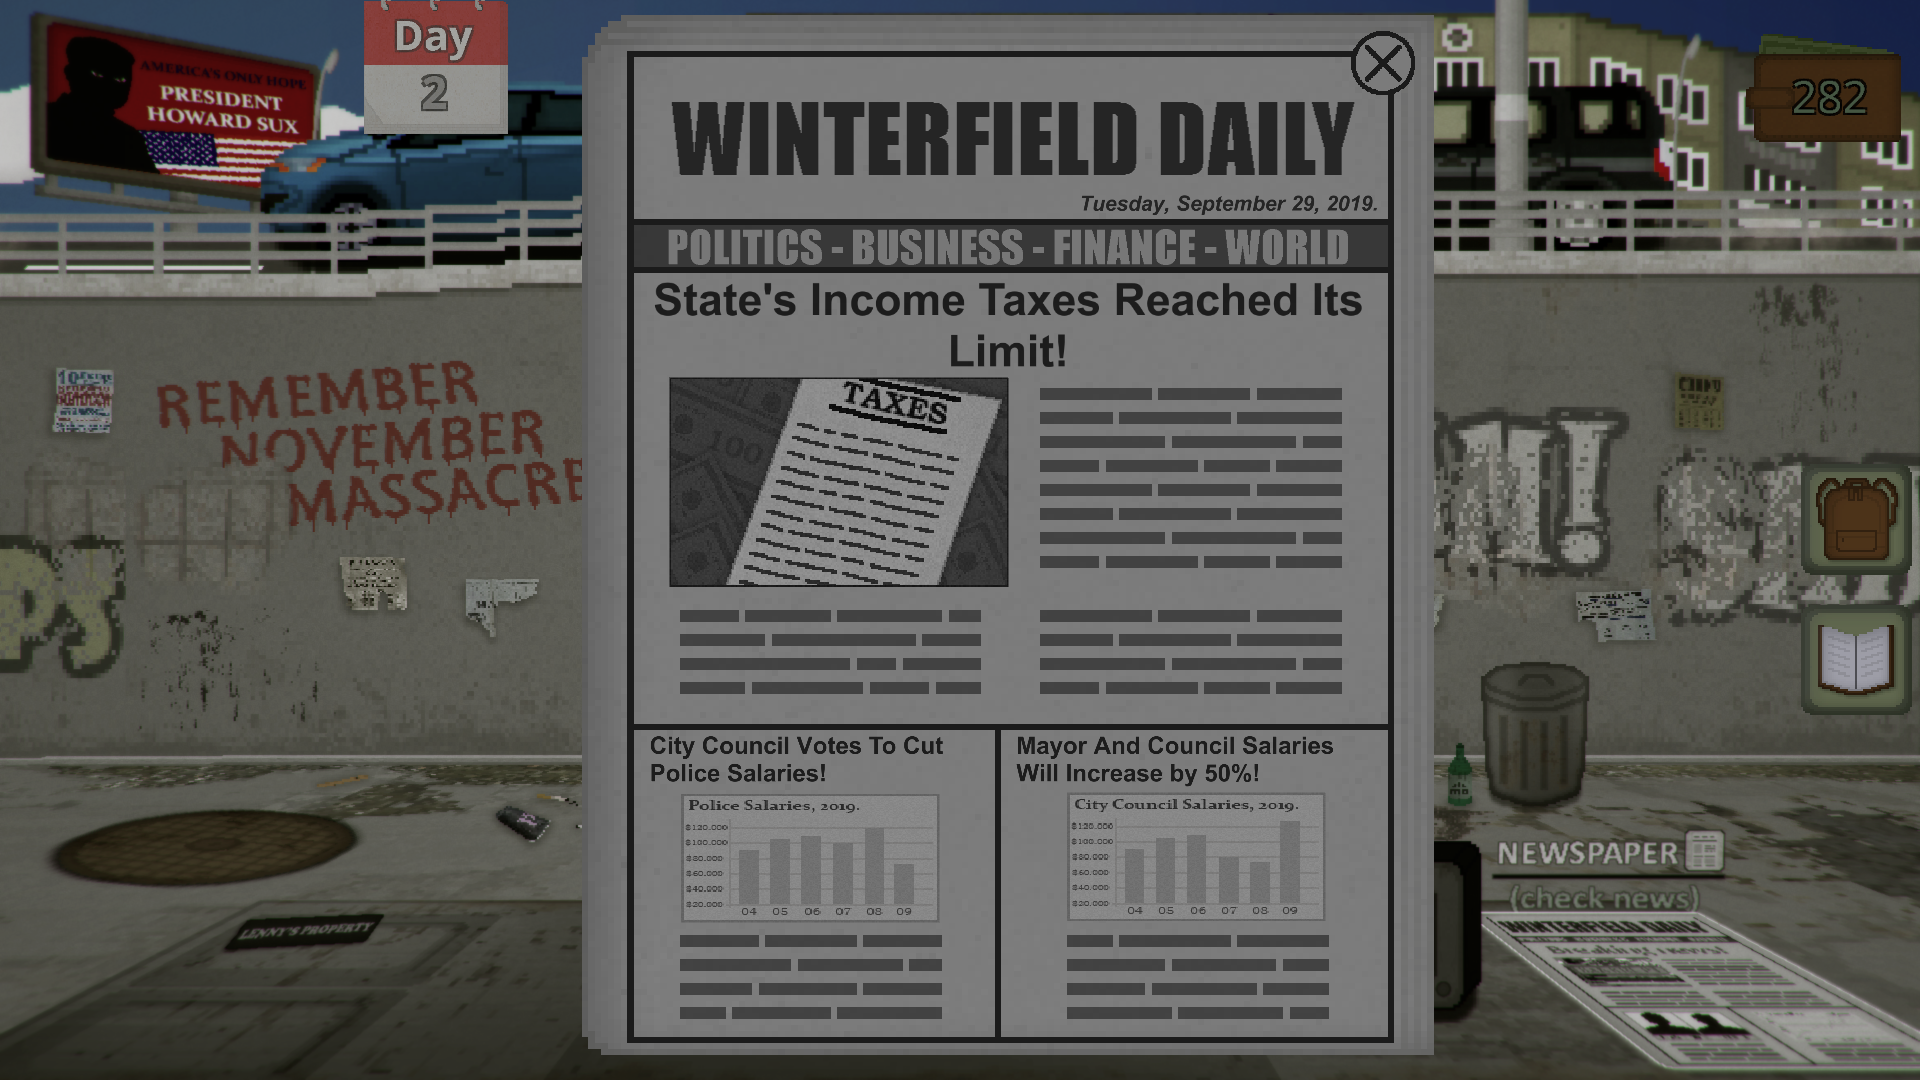 Day
2
AMERICA'S ONLY HOPE
PRESIDENT
HOWARD SUX
282
WINTERFIELD DAILY
Tuesday, September 29, 2019.
POLITICS - BUSINESS - FINANCE - WORLD
State's Income Taxes Reached Its
Limit!
TAXES
100
REMEMBER
NOVEMBER
MASSACRE
City Council Votes To Cut
Police Salaries!
Police Salaries, 2019.
$120.000
$100.000
$80.000
$60.000
$40.000
$20.000
04 05 06 07 08 09
Mayor And Council Salaries
Will Increase by 50%!
City Council Salaries, 2019.
$120.000
$100.000
$80.000
$60.000
$40.000
$20.000
04 05 06 07 08 09
LENNY'S PROPERTY
NEWSPAPER
(check news)
WINTERFIELD DAILY
Breaking news!